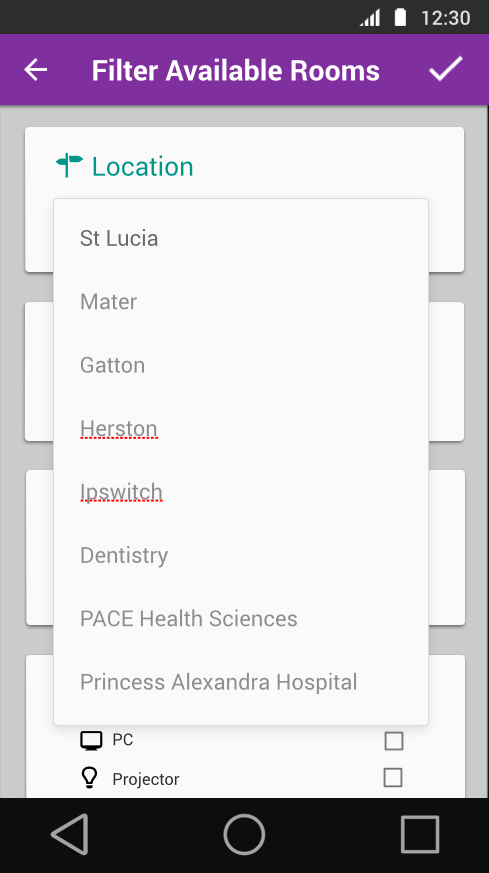 12:30
Filter Available Rooms
Location
St Lucia
Mater
Gatton
Herston
Ipswitch
Dentistry
PACE Health Sciences
Princess Alexandra Hospital
PC
Projector